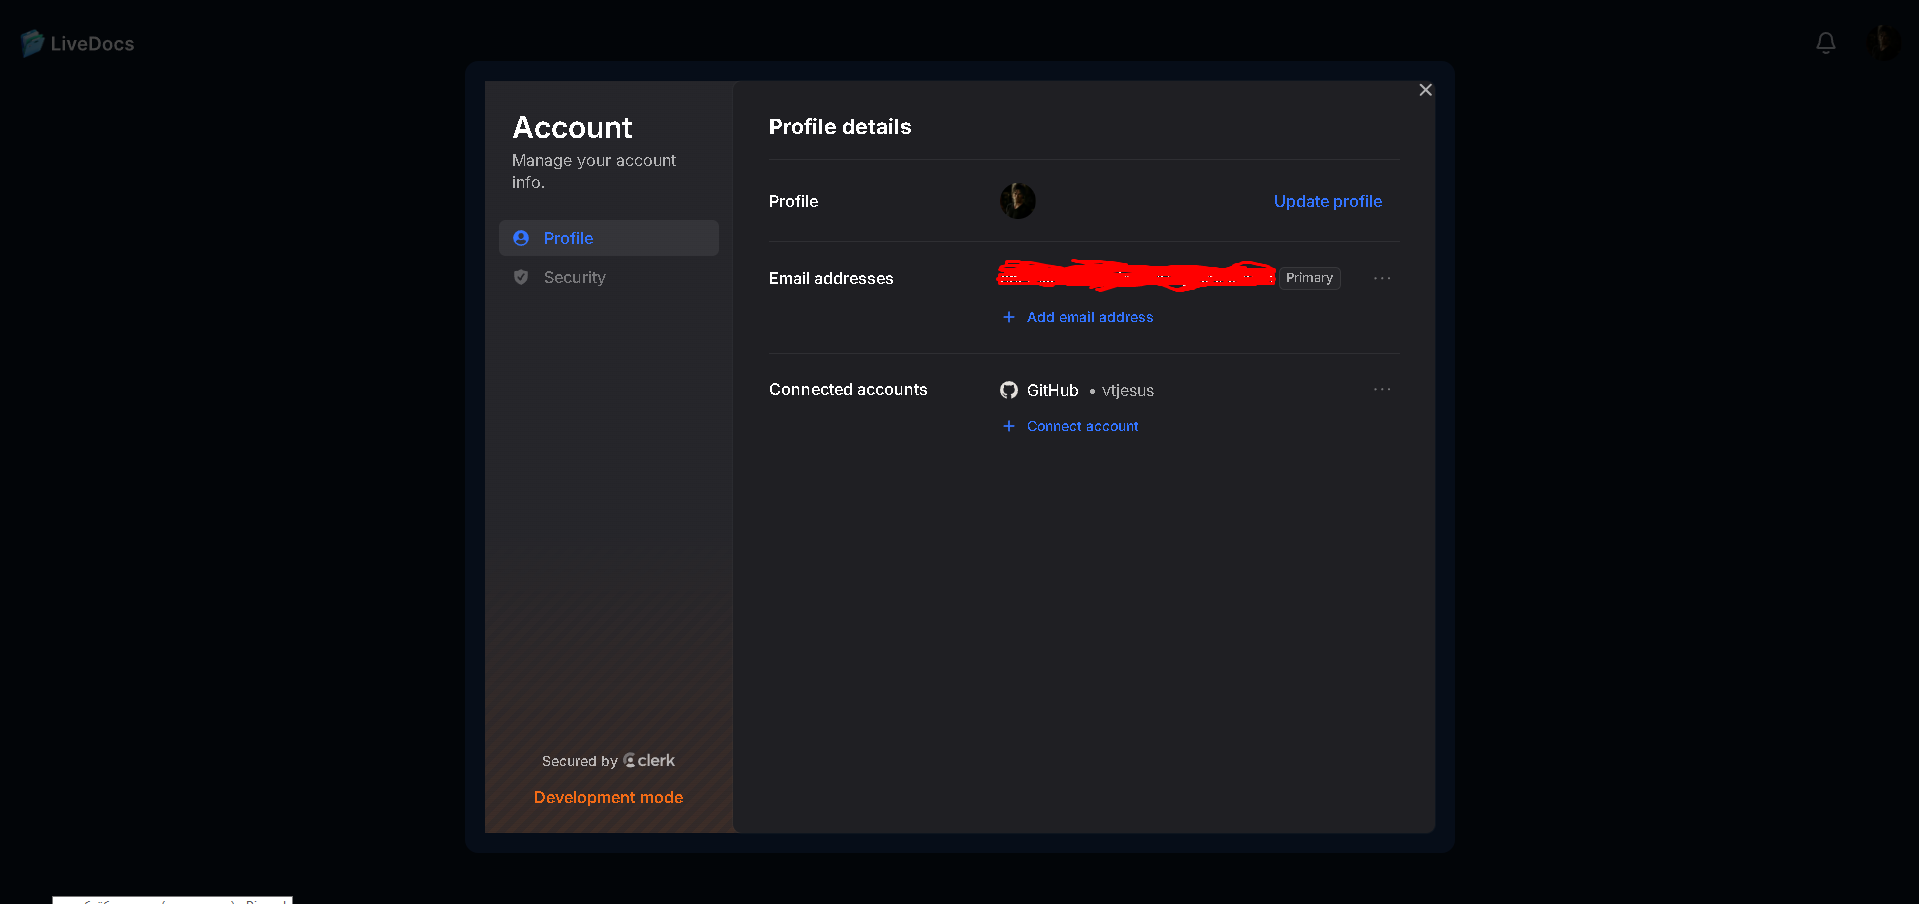 LiveDocs
Account
Manage your account
info.
Profile
Security
Secured by clerk
Development mode
Profile details
Profile
Update profile
Email addresses
Primary
Add email address
Connected accounts
GitHub • vtjesus
Connect account